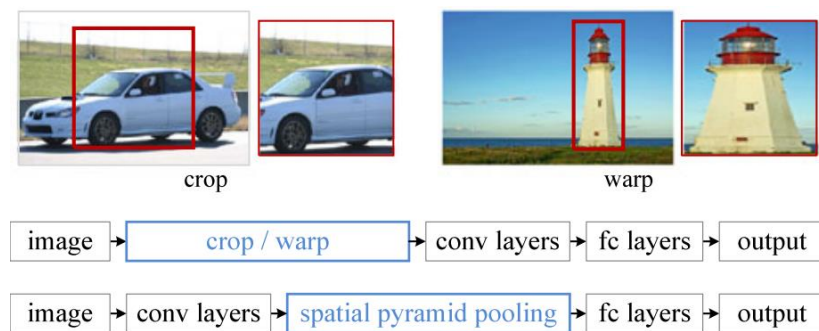 crop
warp
image crop / warp conv layers fc layers output
image conv layers spatial pyramid pooling fc layers output